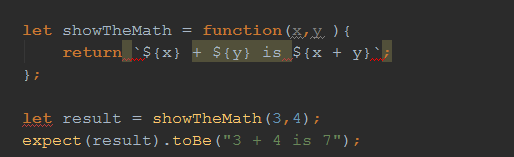 let showTheMath = function(x,y ){
    return `${x} + ${y} is ${x + y}`;
};
let result = showTheMath(3,4);
expect(result).toBe("3 + 4 is 7");